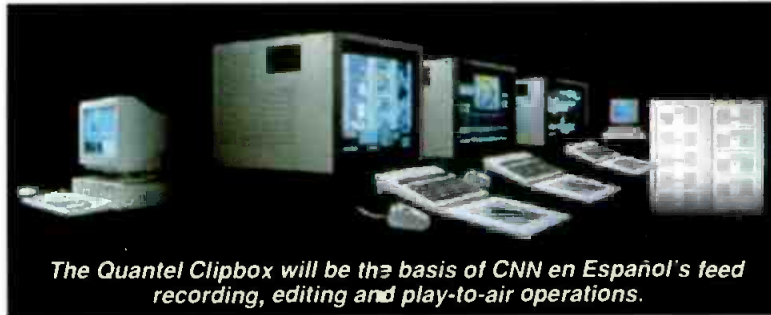 The Quantel Clipbox will be the basis of CNN en Español's feed
recording, editing and play-to-air operations.